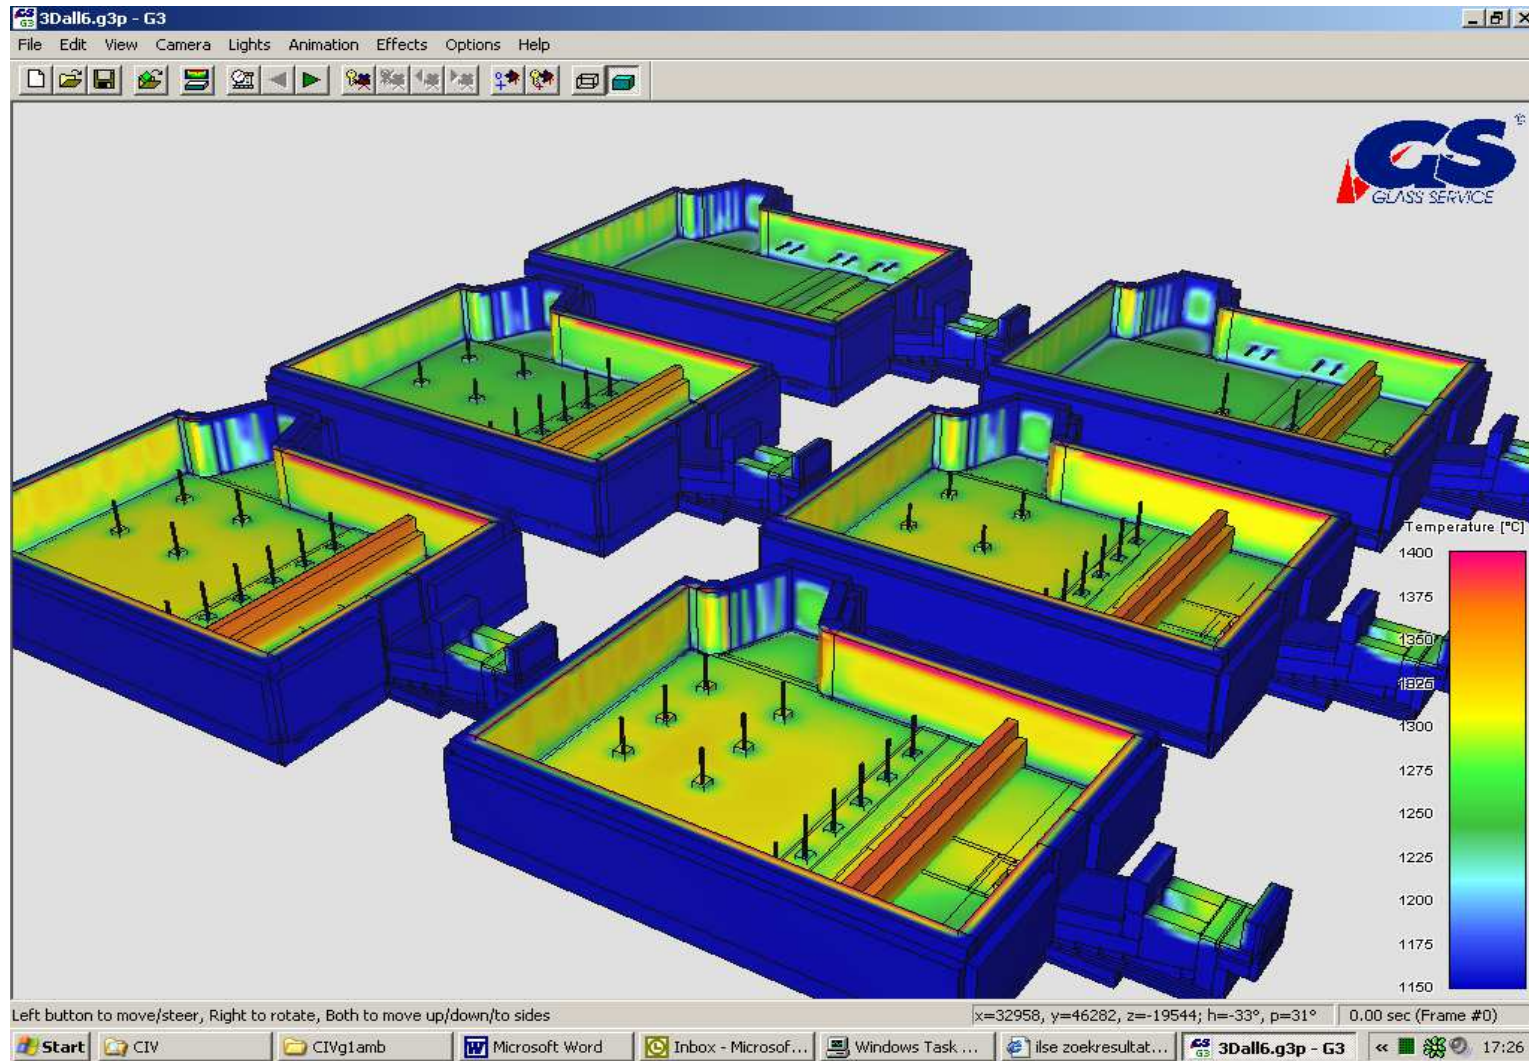 3Dall6.g3p - G3
File Edit View Camera Lights Animation Effects Options Help
GS
GLASS SERVICE
Temperature [°C]
1400
1375
1350
1325
1300
1275
1250
1225
1200
1175
1150
Left button to move/steer, Right to rotate, Both to move up/down/to sides
x=32958, y=46282, z=-19544; h=-33°, p=31°
0.00 sec (Frame #0)
Start CIV CIVg1amb Microsoft Word Inbox - Microsof... Windows Task ... ilse zoekresultat... 3Dall6.g3p - G3 « 17:26